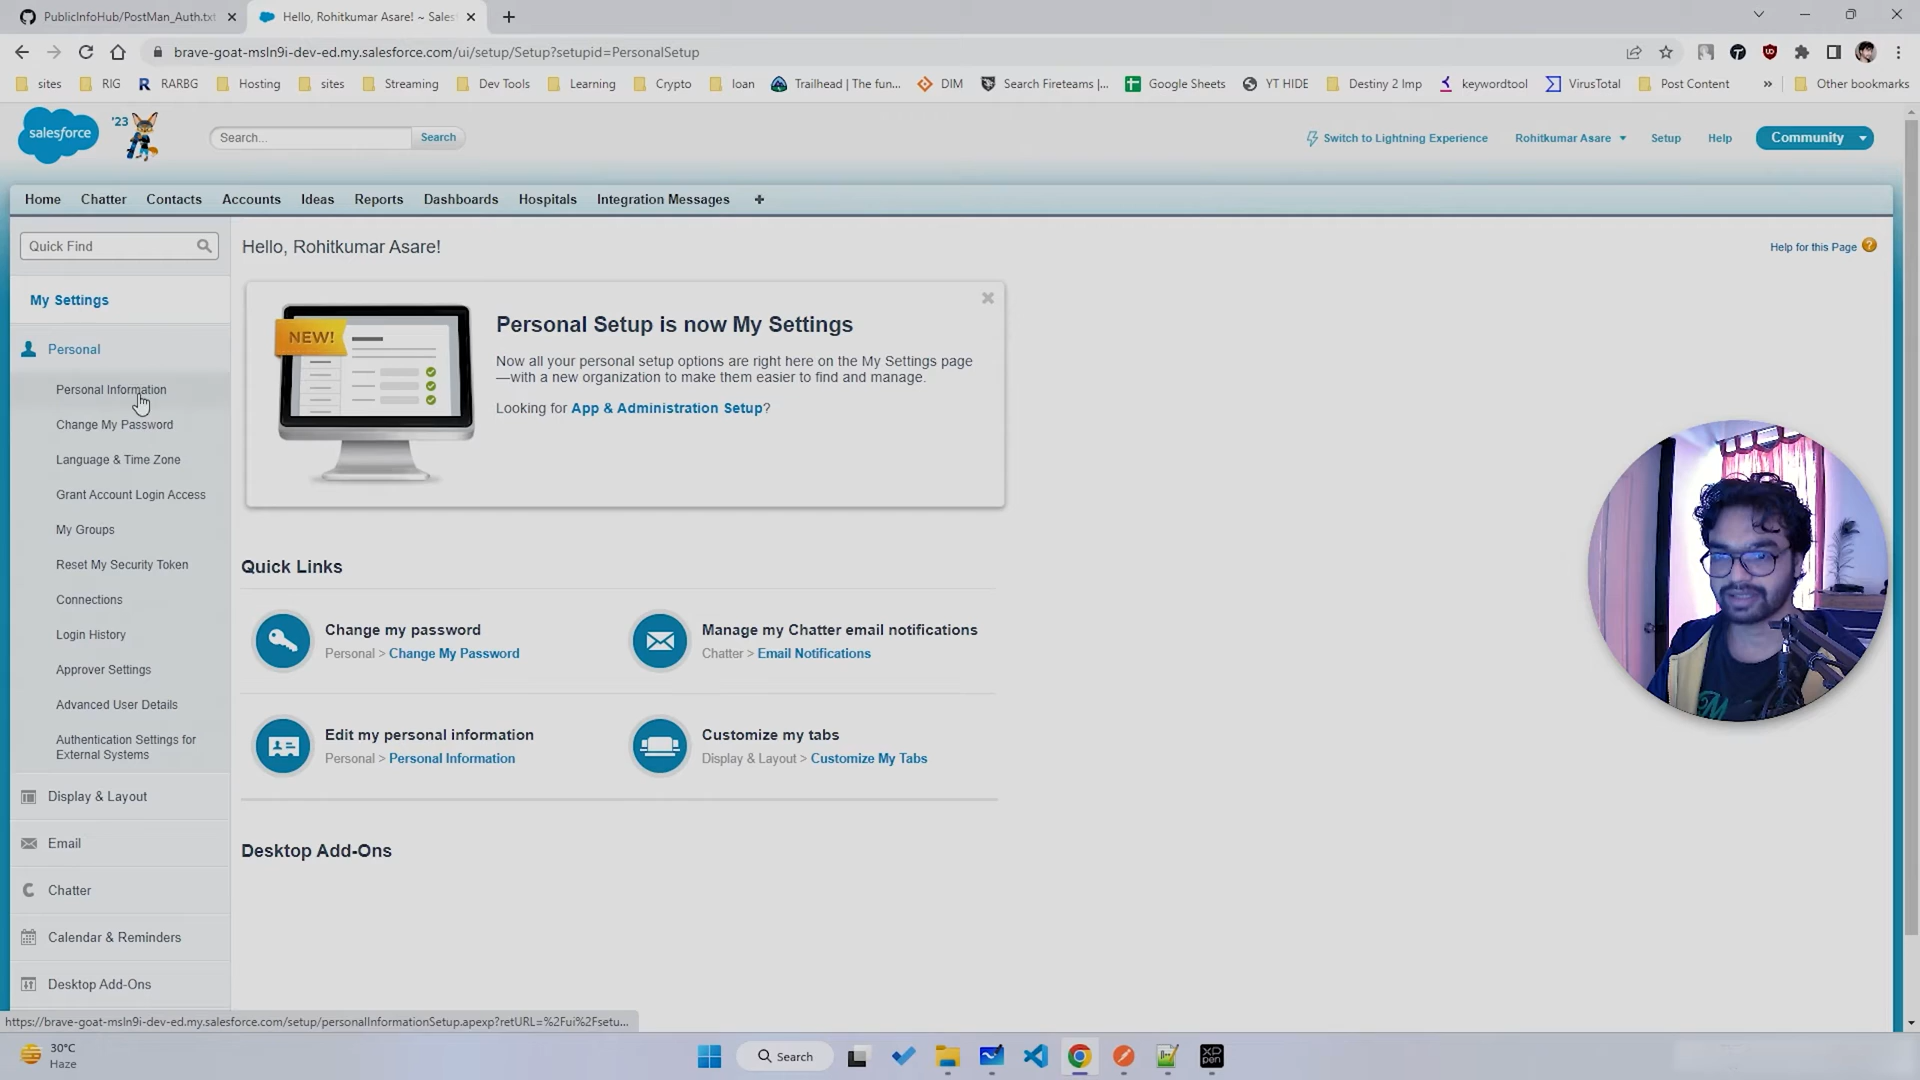 PublicInfoHub/PostMan_Auth.txt
Hello, Rohitkumar Asare! ~ Sales
brave-goat-msln9i-dev-ed.my.salesforce.com/ui/setup/Setup?setupid=PersonalSetup
sites
RIG
R RARBG
Hosting
sites
Streaming
Dev Tools
Learning
Crypto
loan
Trailhead | The fun...
DIM
Search Fireteams |...
Google Sheets
YT HIDE
Destiny 2 Imp
keywordtool
VirusTotal
Post Content
»
Other bookmarks
salesforce
'23
Search...
Search
Switch to Lightning Experience
Rohitkumar Asare
Setup
Help
Community
Home
Chatter
Contacts
Accounts
Ideas
Reports
Dashboards
Hospitals
Integration Messages
+
Quick Find
Hello, Rohitkumar Asare!
Help for this Page ?
My Settings
Personal
Personal Information
Change My Password
Language & Time Zone
Grant Account Login Access
My Groups
Reset My Security Token
Connections
Login History
Approver Settings
Advanced User Details
Authentication Settings for
External Systems
Display & Layout
Email
Chatter
Calendar & Reminders
Desktop Add-Ons
NEW!
Personal Setup is now My Settings
Now all your personal setup options are right here on the My Settings page
—with a new organization to make them easier to find and manage.
Looking for App & Administration Setup?
Quick Links
Change my password
Personal > Change My Password
Manage my Chatter email notifications
Chatter > Email Notifications
Edit my personal information
Personal > Personal Information
Customize my tabs
Display & Layout > Customize My Tabs
Desktop Add-Ons
https://brave-goat-msln9i-dev-ed.my.salesforce.com/setup/personalInformationSetup.apexp?retURL=%2Fui%2Fsetu...
30°C
Haze
Search
XP
pen